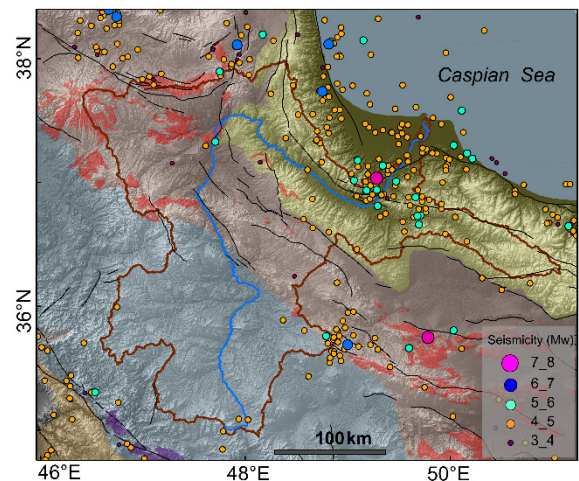 38°N
Caspian Sea
36°N
Seismicity (Mw)
7_8
6_7
5_6
4_5
3_4
100 km
46°E
48°E
50°E